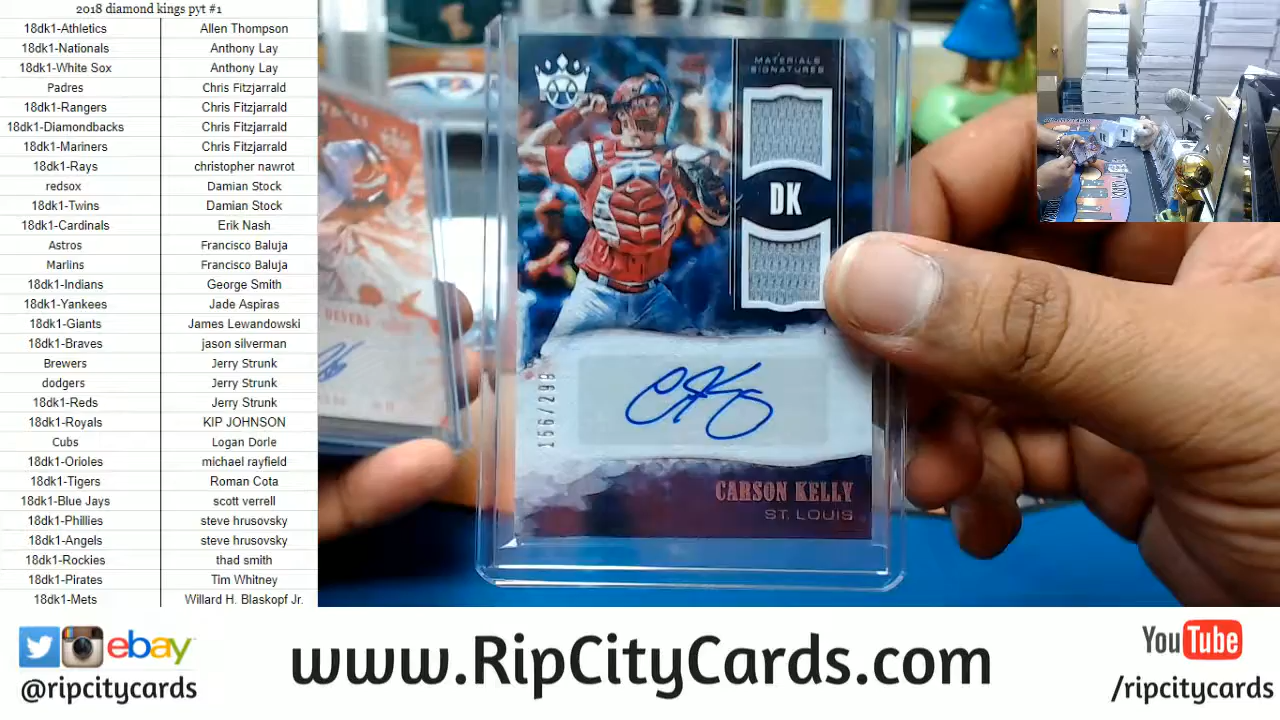 2018 diamond kings pyt #1
18dk1-Athletics Allen Thompson
18dk1-Nationals Anthony Lay
18dk1-White Sox Anthony Lay
Padres Chris Fitzjarrald
18dk1-Rangers Chris Fitzjarrald
18dk1-Diamondbacks Chris Fitzjarrald
18dk1-Mariners Chris Fitzjarrald
18dk1-Rays christopher nawrot
redsox Damian Stock
18dk1-Twins Damian Stock
18dk1-Cardinals Erik Nash
Astros Francisco Baluja
Marlins Francisco Baluja
18dk1-Indians George Smith
18dk1-Yankees Jade Aspiras
18dk1-Giants James Lewandowski
18dk1-Braves jason silverman
Brewers Jerry Strunk
dodgers Jerry Strunk
18dk1-Reds Jerry Strunk
18dk1-Royals KIP JOHNSON
Cubs Logan Dorle
18dk1-Orioles michael rayfield
18dk1-Tigers Roman Cota
18dk1-Blue Jays scott verrell
18dk1-Phillies steve hrusovsky
18dk1-Angels steve hrusovsky
18dk1-Rockies thad smith
18dk1-Pirates Tim Whitney
18dk1-Mets Willard H. Blaskopf Jr.
MATERIALS
SIGNATURES
DK
DEVERS
156/299
CARSON KELLY
ST. LOUIS
ebay
@ripcitycards
www.RipCityCards.com
YouTube
/ripcitycards